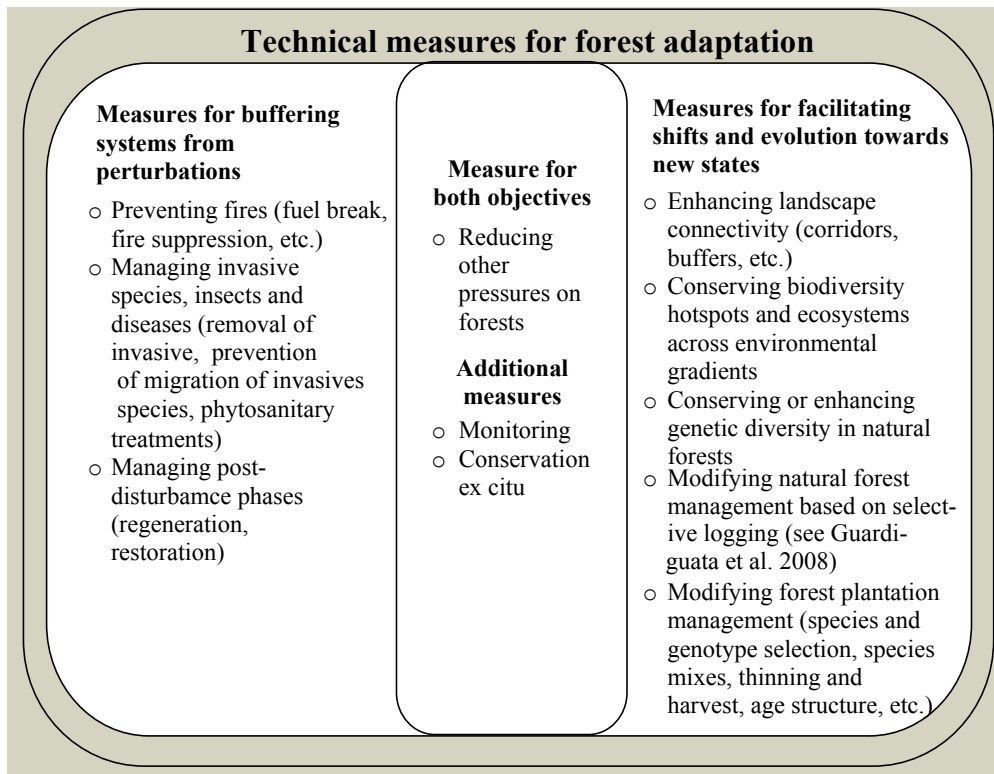 Technical measures for forest adaptation
Measures for buffering
systems from
perturbations
o Preventing fires (fuel break,
fire suppression, etc.)
o Managing invasive
species, insects and
diseases (removal of
invasive, prevention
of migration of invasives
species, phytosanitary
treatments)
o Managing post-
disturbamce phases
(regeneration,
restoration)
Measure for
both objectives
o Reducing
other
pressures on
forests
Additional
measures
o Monitoring
o Conservation
ex citu
Measures for facilitating
shifts and evolution towards
new states
o Enhancing landscape
connectivity (corridors,
buffers, etc.)
o Conserving biodiversity
hotspots and ecosystems
across environmental
gradients
o Conserving or enhancing
genetic diversity in natural
forests
o Modifying natural forest
management based on select-
ive logging (see Guardi-
guata et al. 2008)
o Modifying forest plantation
management (species and
genotype selection, species
mixes, thinning and
harvest, age structure, etc.)